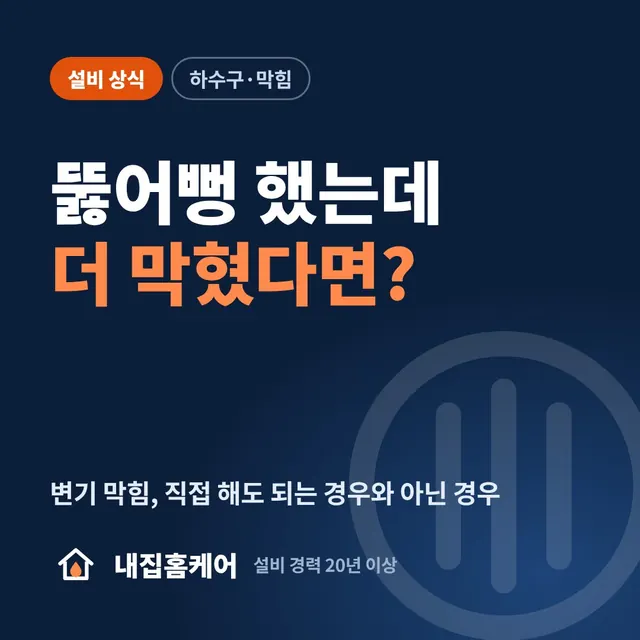 설비 상식
하수구·막힘
뚫어뻥 했는데
더 막혔다면?
변기 막힘, 직접 해도 되는 경우와 아닌 경우
내집홈케어 설비 경력 20년 이상